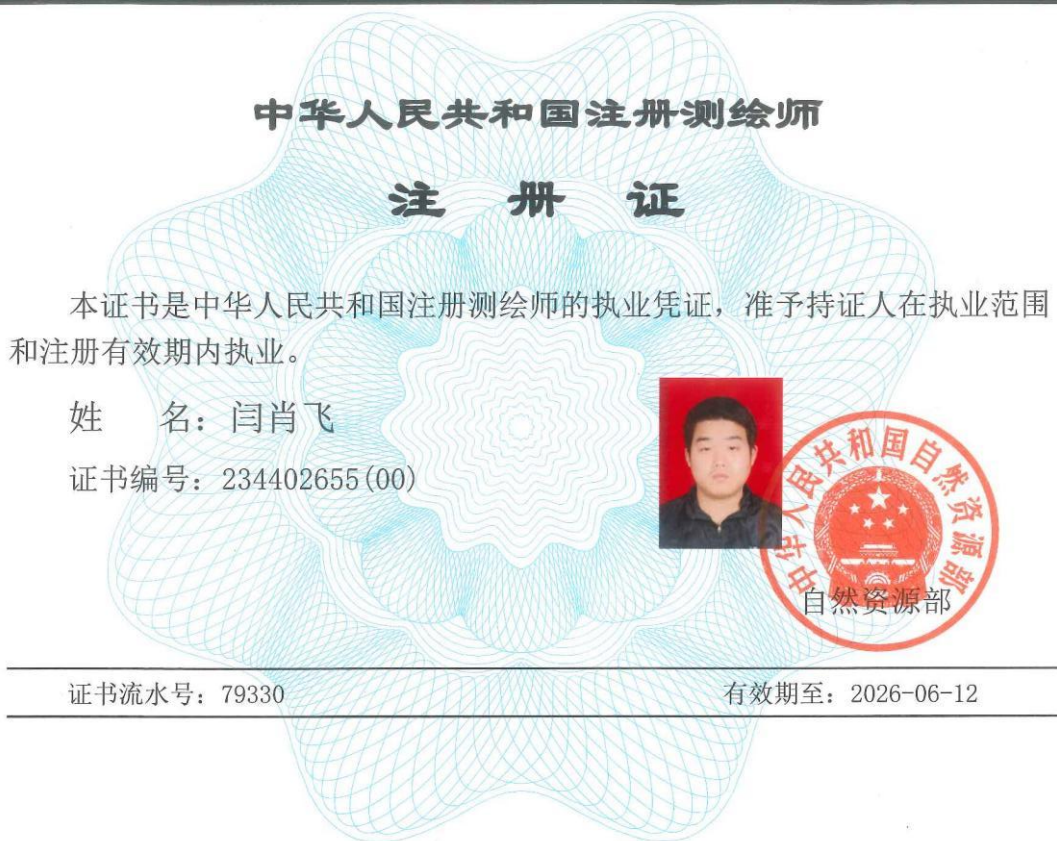 中华人民共和国注册测绘师
注册证
本证书是中华人民共和国注册测绘师的执业凭证，准予持证人在执业范围
和注册有效期内执业。
姓 名：闫肖飞
证书编号：234402655(00)
中华人民共和国自然资源部
自然资源部
证书流水号：79330 有效期至：2026-06-12